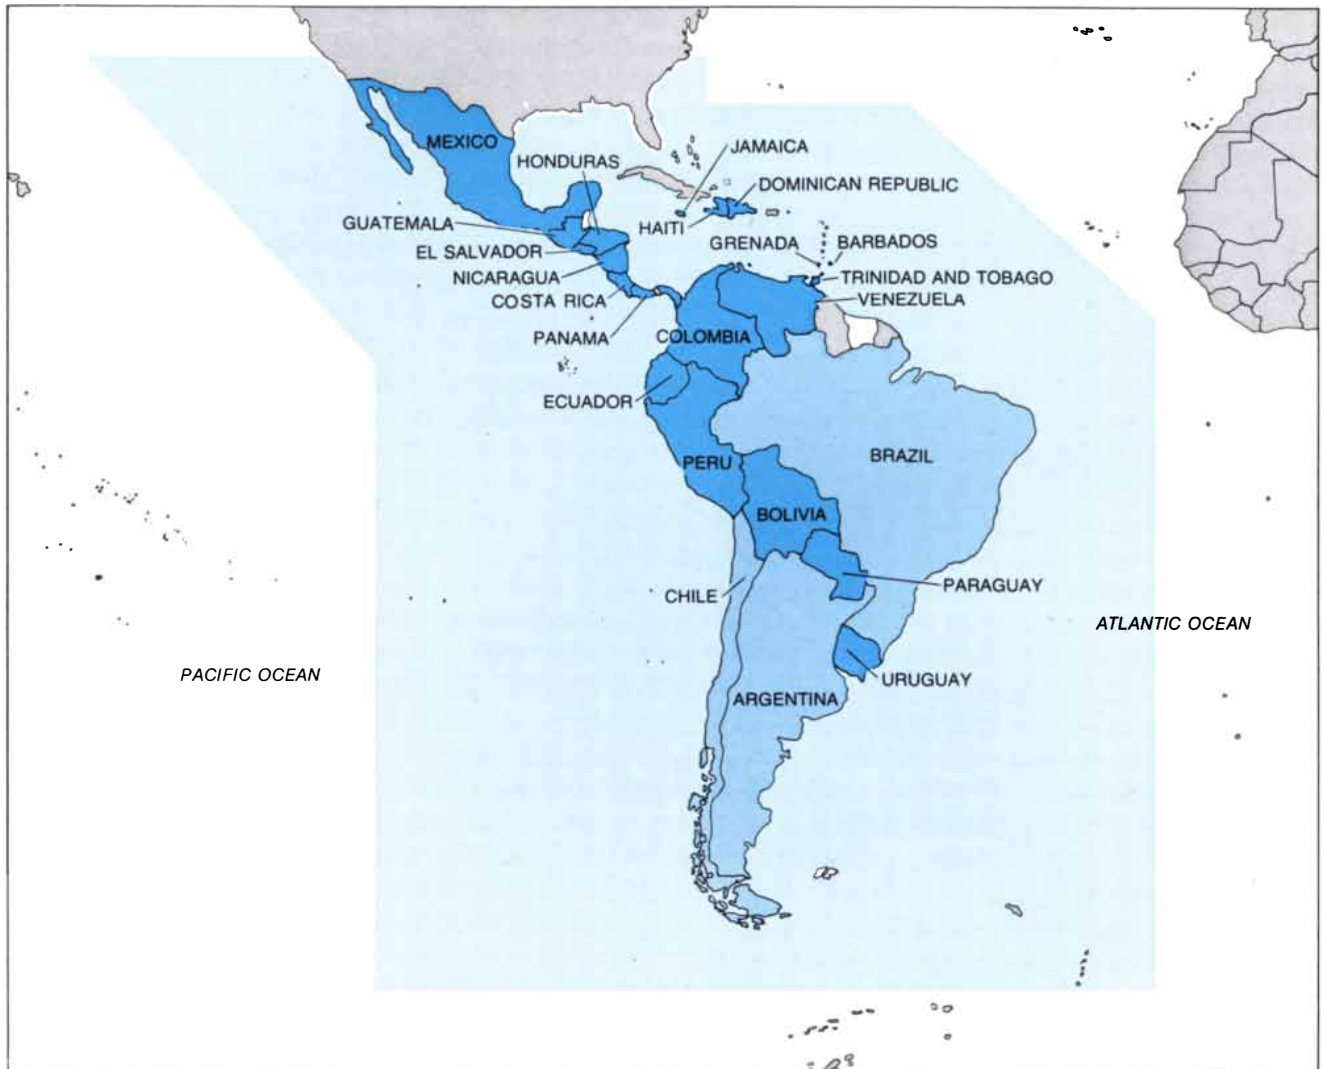 MEXICO
HONDURAS
JAMAICA
DOMINICAN REPUBLIC
GUATEMALA
HAITI
GRENADA
BARBADOS
EL SALVADOR
NICARAGUA
TRINIDAD AND TOBAGO
COSTA RICA
VENEZUELA
PANAMA
COLOMBIA
ECUADOR
BRAZIL
PERU
BOLIVIA
PARAGUAY
CHILE
ATLANTIC OCEAN
PACIFIC OCEAN
URUGUAY
ARGENTINA